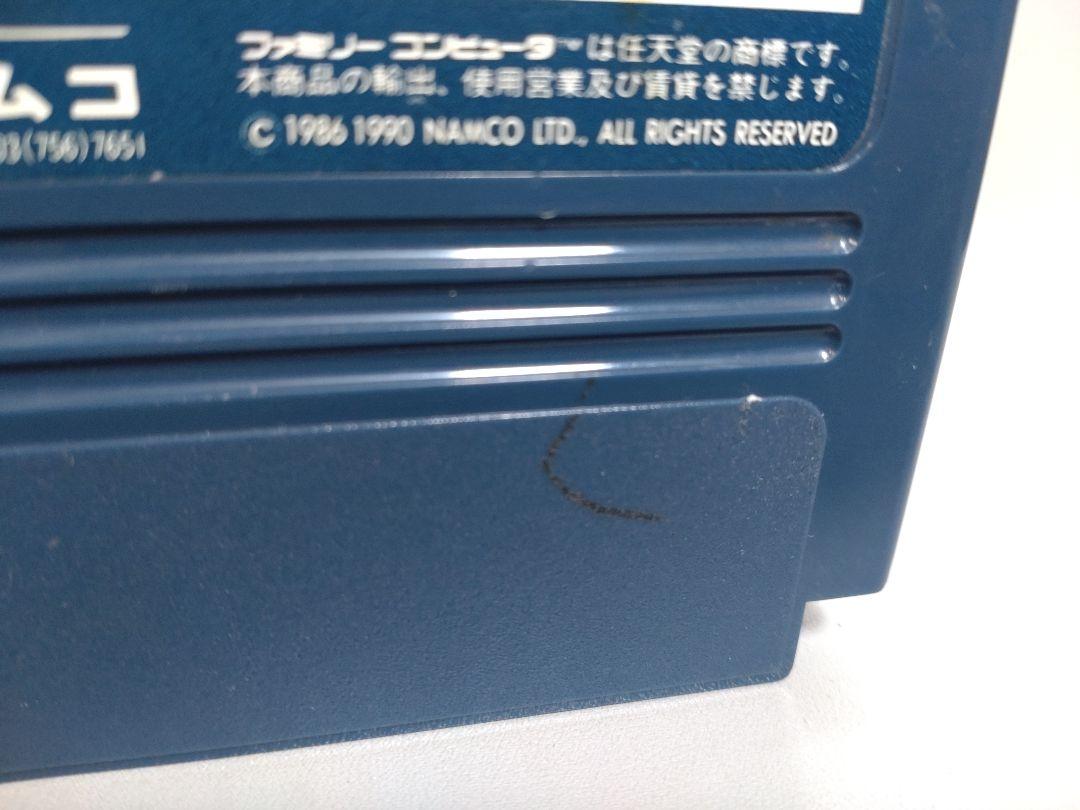 ファミリーコンピュータ™は任天堂の商標です。
本商品の輸出、使用営業及び賃貸を禁じます。
© 1986 1990 NAMCO LTD., ALL RIGHTS RESERVED
ムコ
03(756)7651